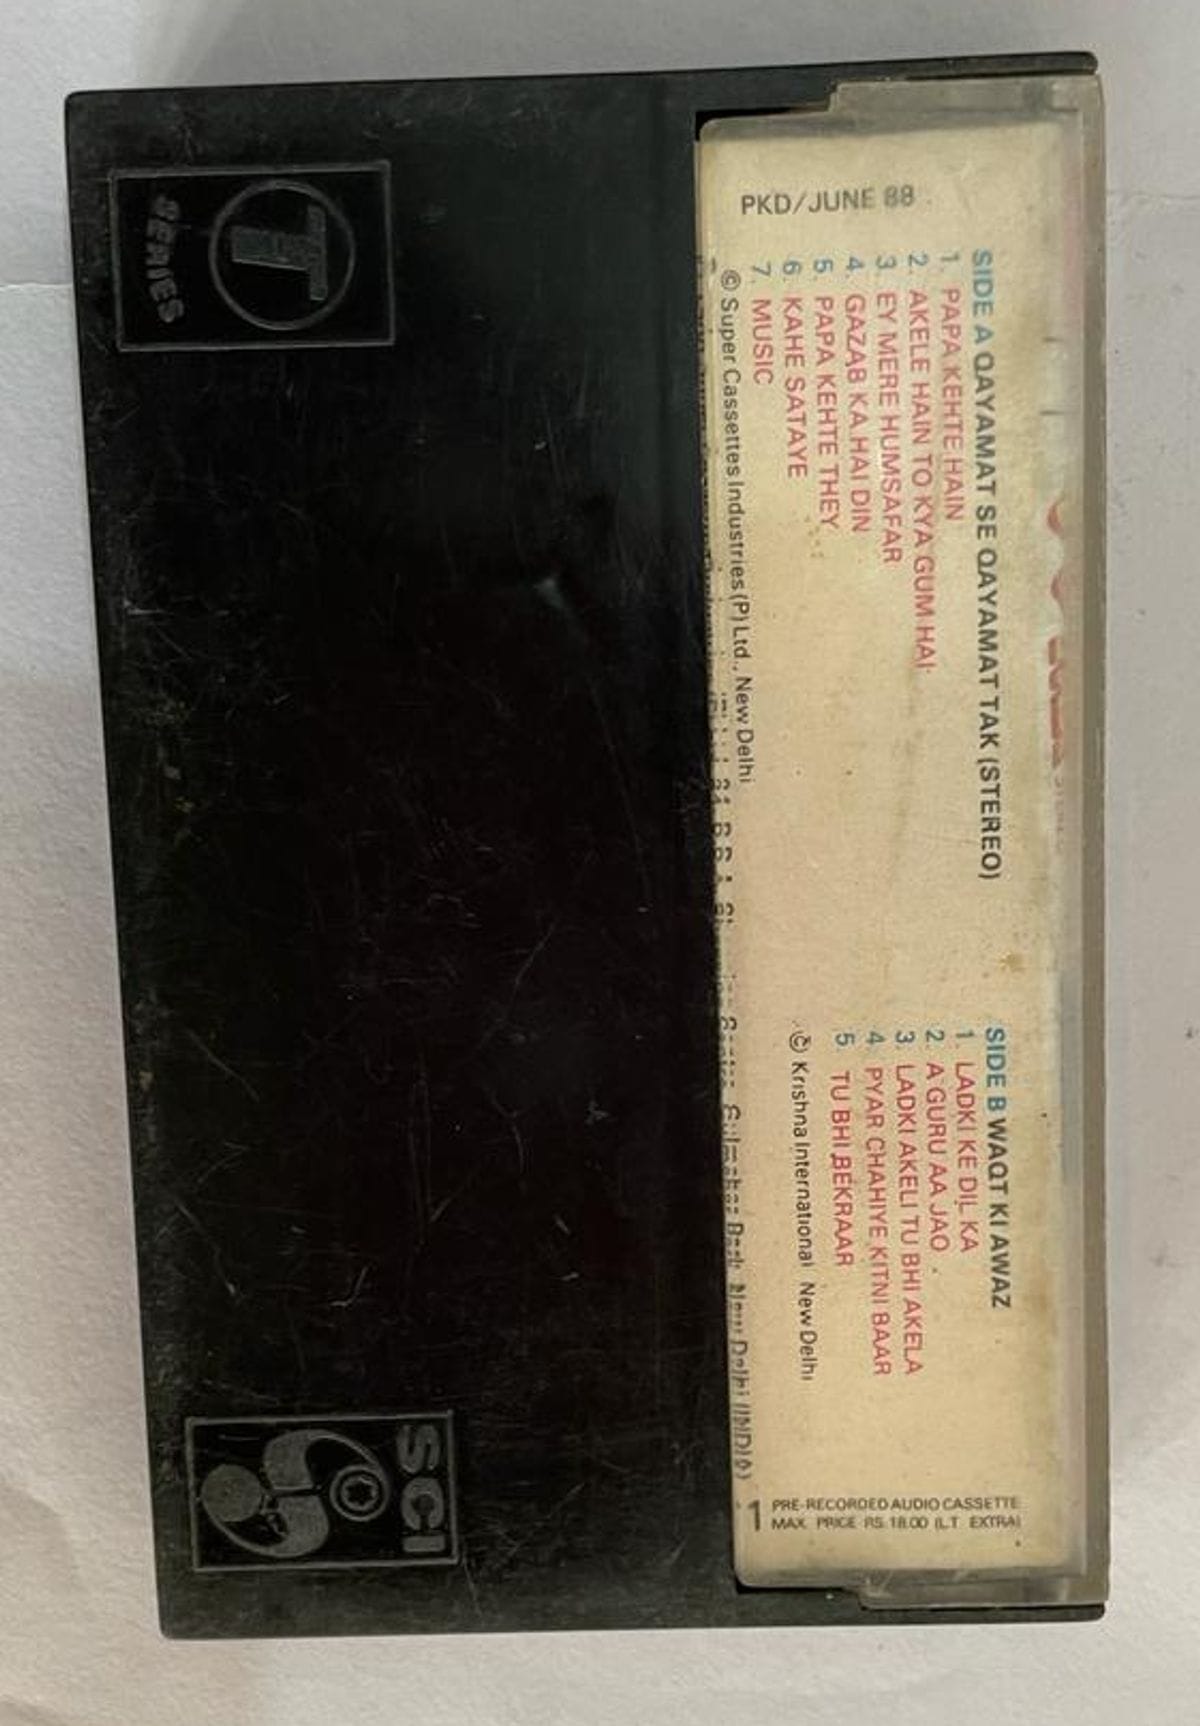 PKD/JUNE 88
SIDE A QAYAMAT SE QAYAMAT TAK (STEREO)
1. PAPA KEHTE HAIN
2. AKELE HAIN TO KYA GUM HAI
3 EY MERE HUMSAFAR
4. GAZAB KA HAI DIN
5. PAPA KEHTE THEY
6. KAHE SATAYE
7. MUSIC
© Super Cassettes Industries (P) Ltd., New Delhi
SIDE B WAQT KI AWAZ
1 LADKI KE DIL KA
2 A GURU AA JAO
3 LADKI AKELI TU BHI AKELA
4. PYAR CHAHIYE KITNI BAAR
5. TU BHI BEKRAAR
© Krishna International New Delhi
New Delhi (INDIA)
1 PRE-RECORDED AUDIO CASSETTE
MAX PRICE RS. 18.00 (L.T. EXTRA)
T
SERIES
SCI